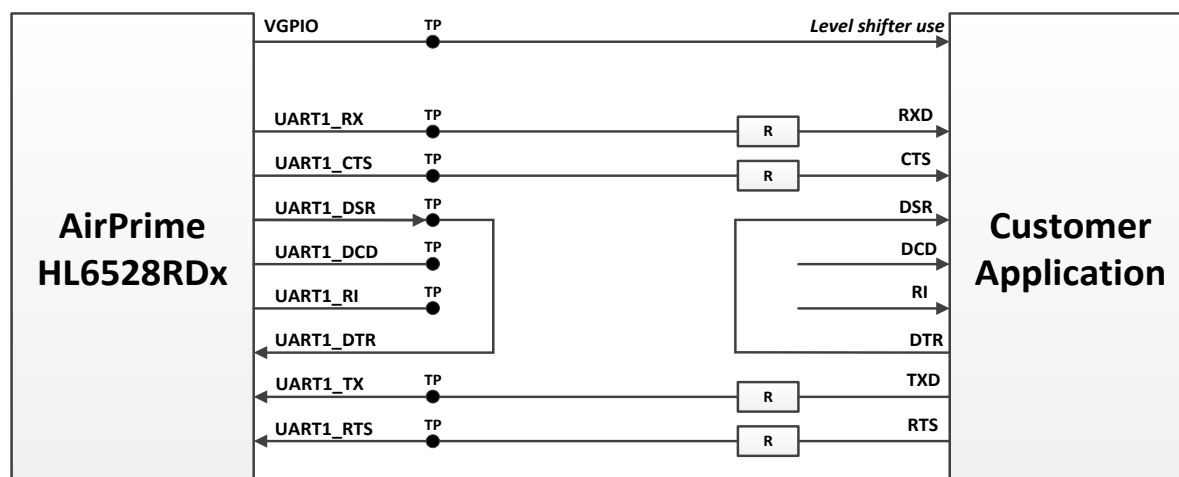 VGPIO TP Level shifter use
TP
UART1_RX R RXD
TP
UART1_CTS R CTS
TP
UART1_DSR DSR
TP
UART1_DCD DCD
TP
UART1_RI RI
UART1_DTR DTR
TP
UART1_TX R TXD
TP
UART1_RTS R RTS
AirPrime
HL6528RDx
Customer
Application